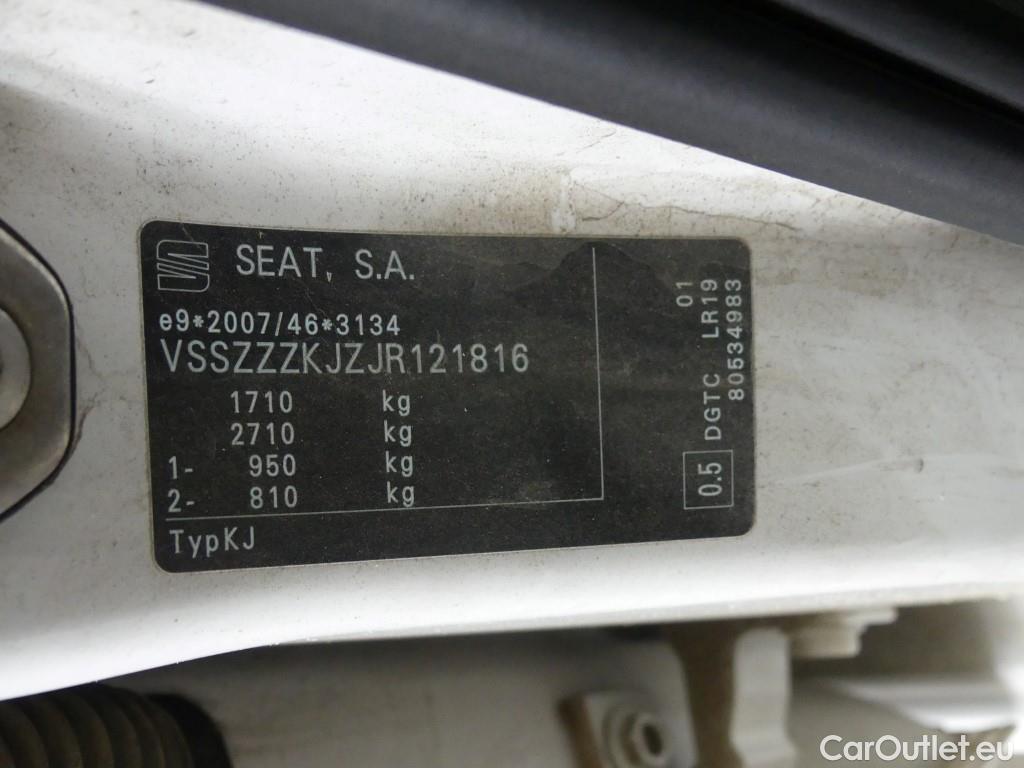 SEAT, S.A.
e9*2007/46*3134
VSSZZZKJZJR121816
1710 kg
2710 kg
1- 950 kg
2- 810 kg
TypKJ
0.5 DGTC LR19 01
80534983
CarOutlet.eu